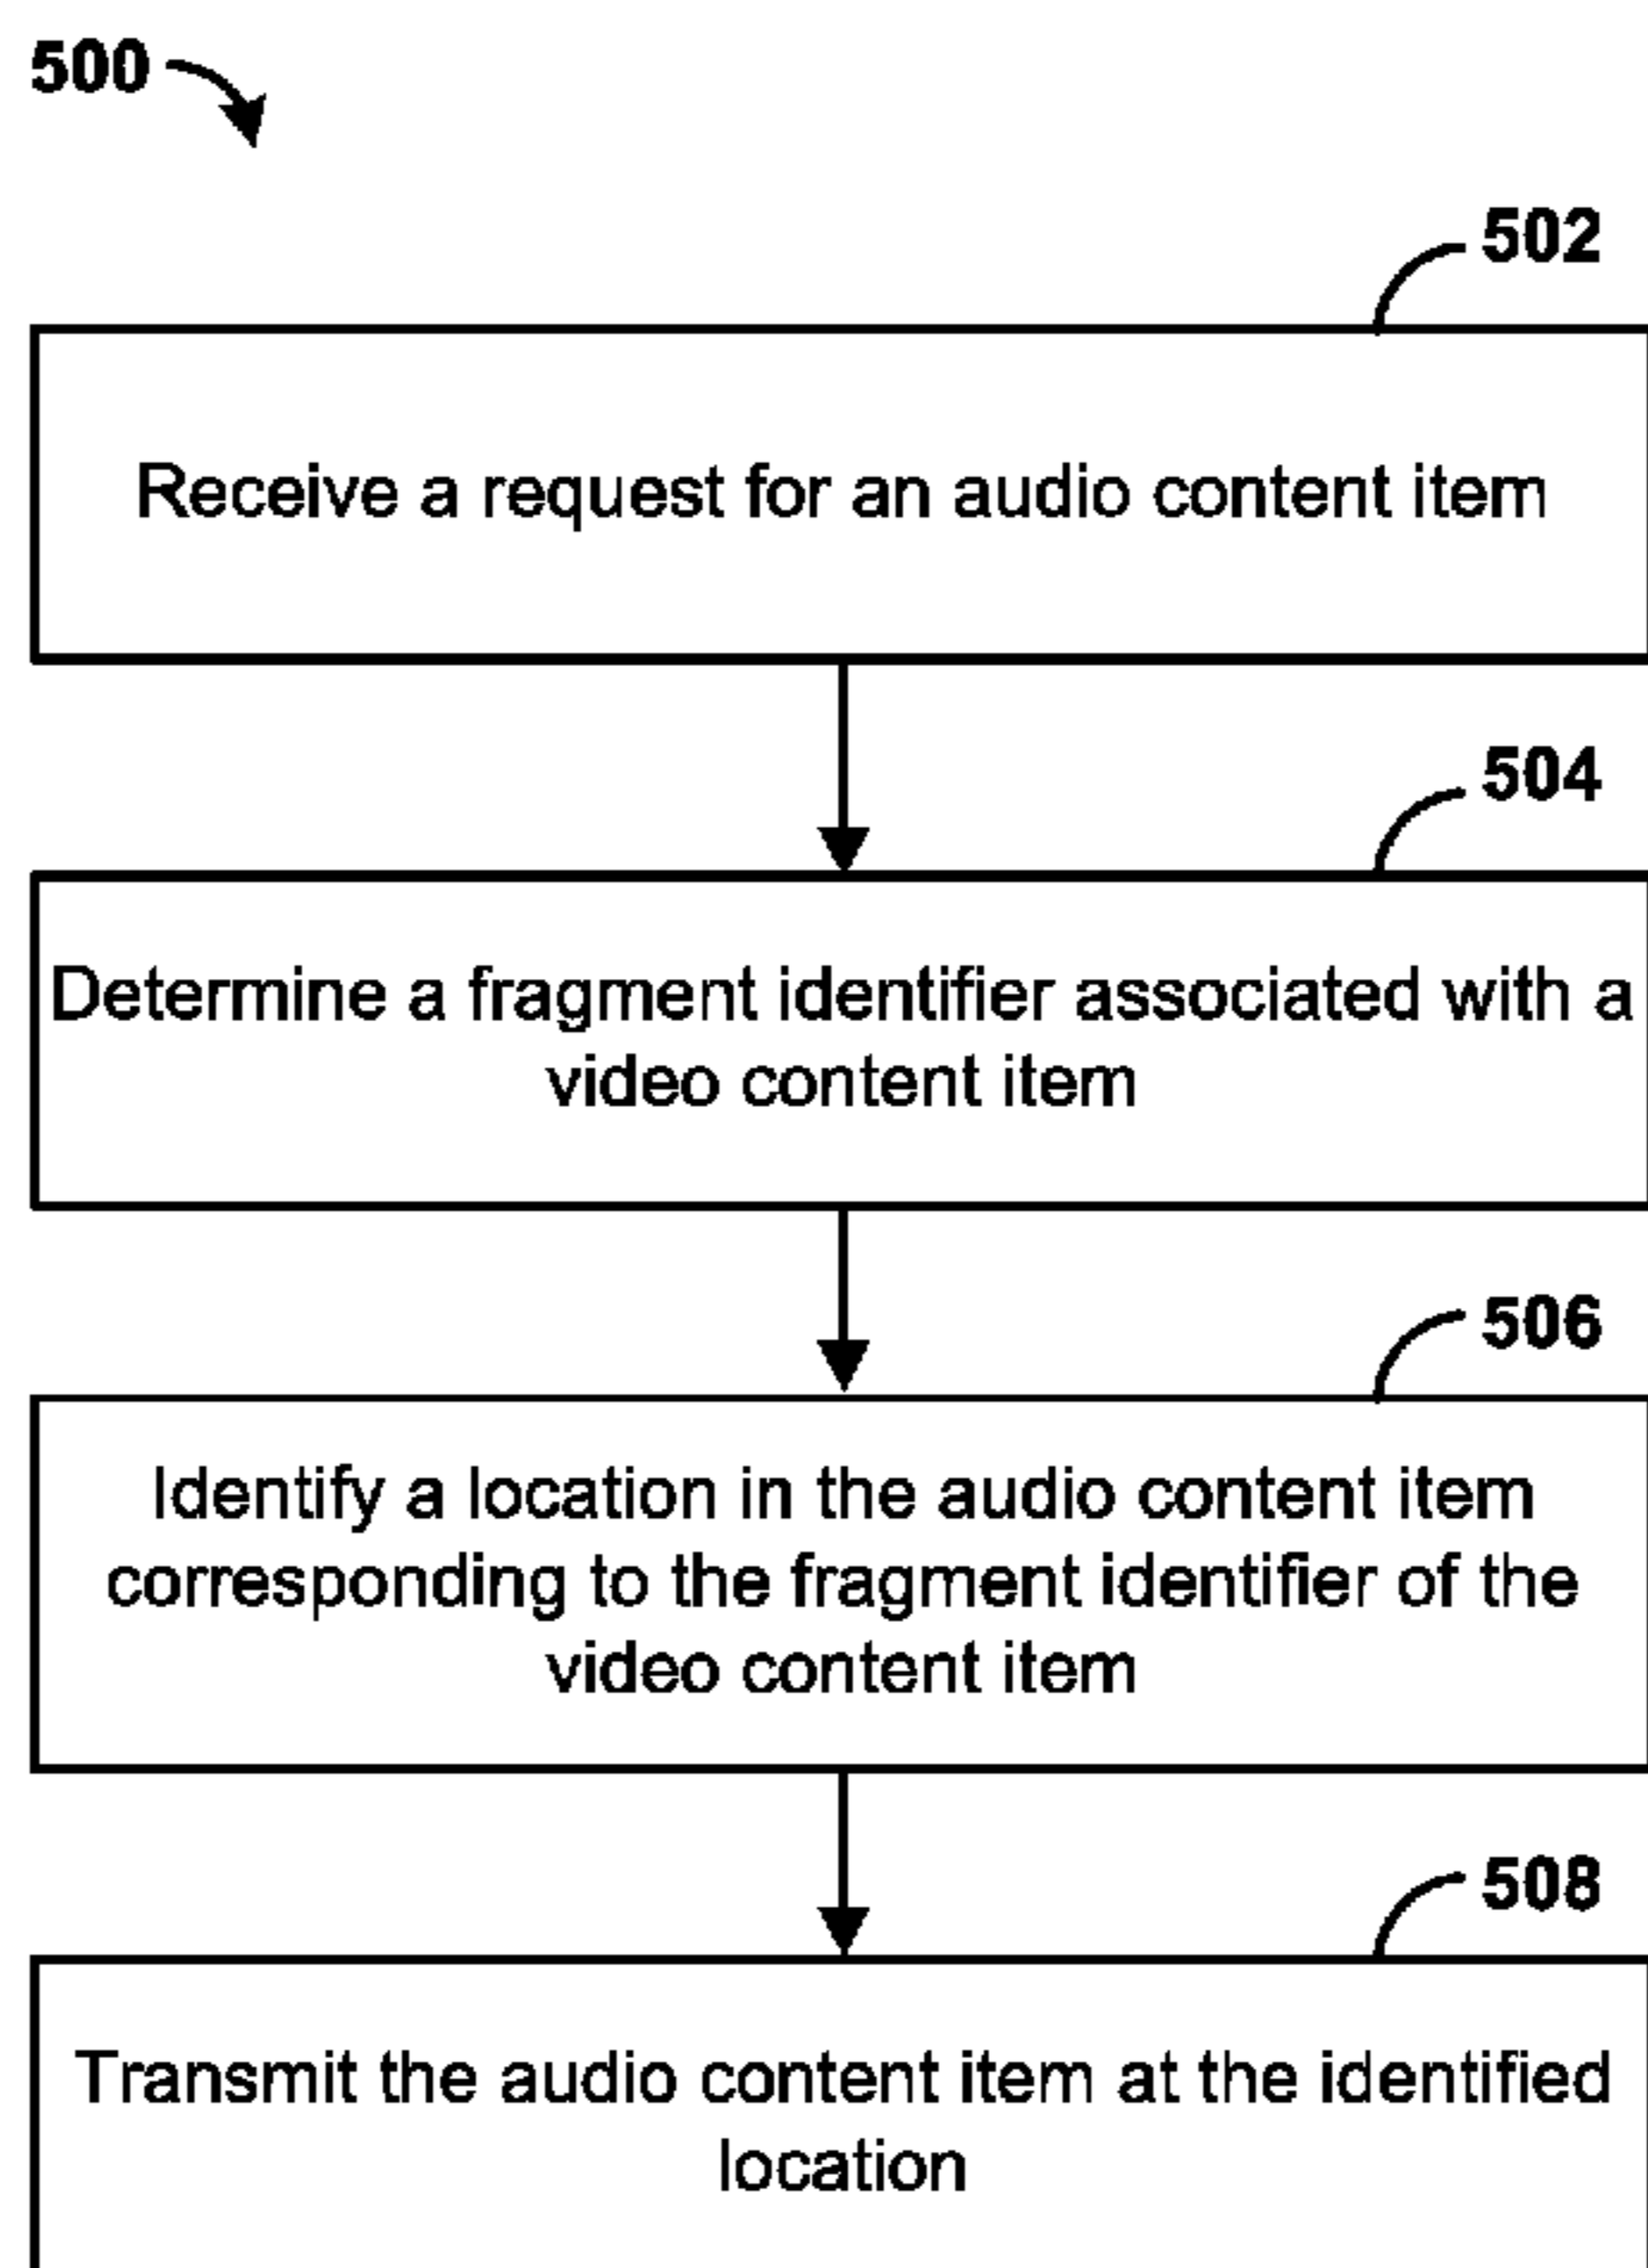 500
502
Receive a request for an audio content item
504
Determine a fragment identifier associated with a
video content item
506
Identify a location in the audio content item
corresponding to the fragment identifier of the
video content item
508
Transmit the audio content item at the identified
location